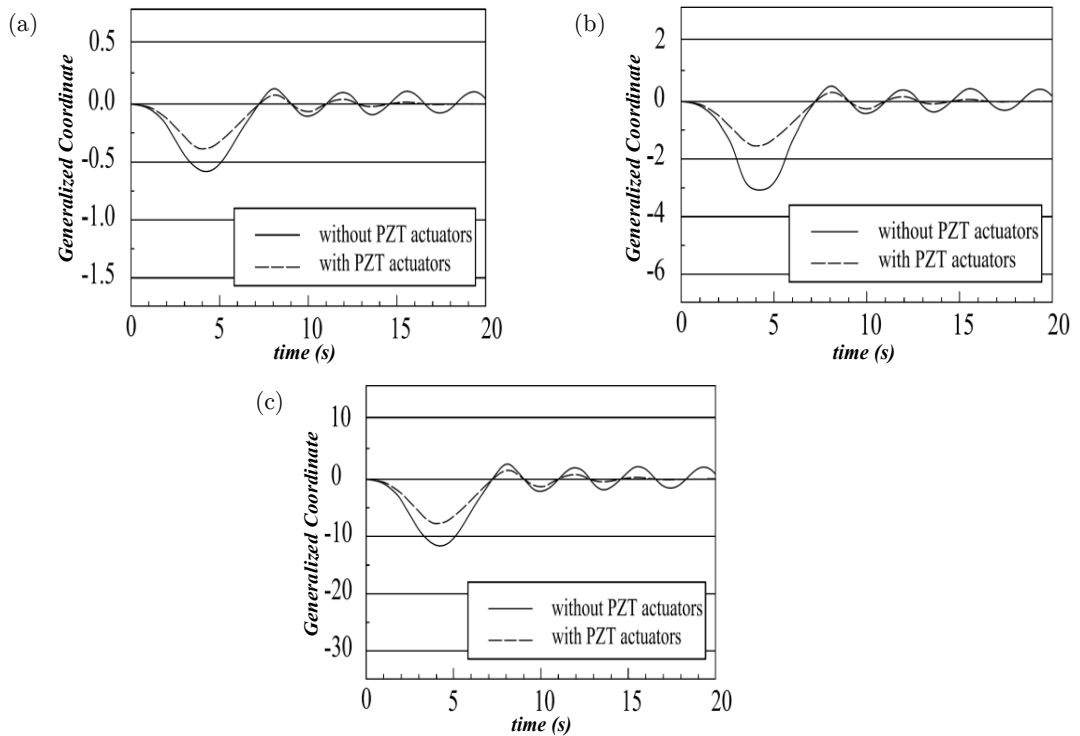 (a)
Generalized Coordinate
0.5
0.0
-0.5
-1.0
-1.5
without PZT actuators
with PZT actuators
0 5 10 15 20
time (s)
(b)
Generalized Coordinate
2
0
-2
-4
-6
without PZT actuators
with PZT actuators
0 5 10 15 20
time (s)
(c)
Generalized Coordinate
10
0
-10
-20
-30
without PZT actuators
with PZT actuators
0 5 10 15 20
time (s)